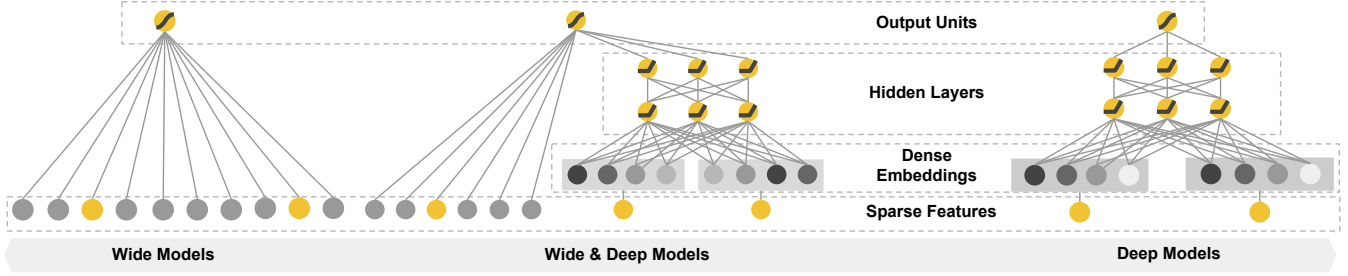 Output Units
Hidden Layers
Dense
Embeddings
Sparse Features
Wide Models
Wide & Deep Models
Deep Models